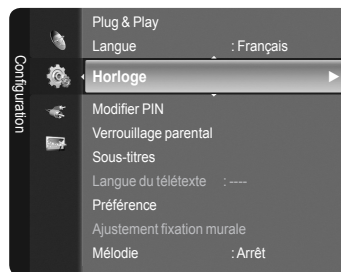 Configuration
Plug & Play
Langue : Français
Horloge
Modifier PIN
Verrouillage parental
Sous-titres
Langue du télétexte : ----
Préférence
Ajustement fixation murale
Mélodie : Arrêt